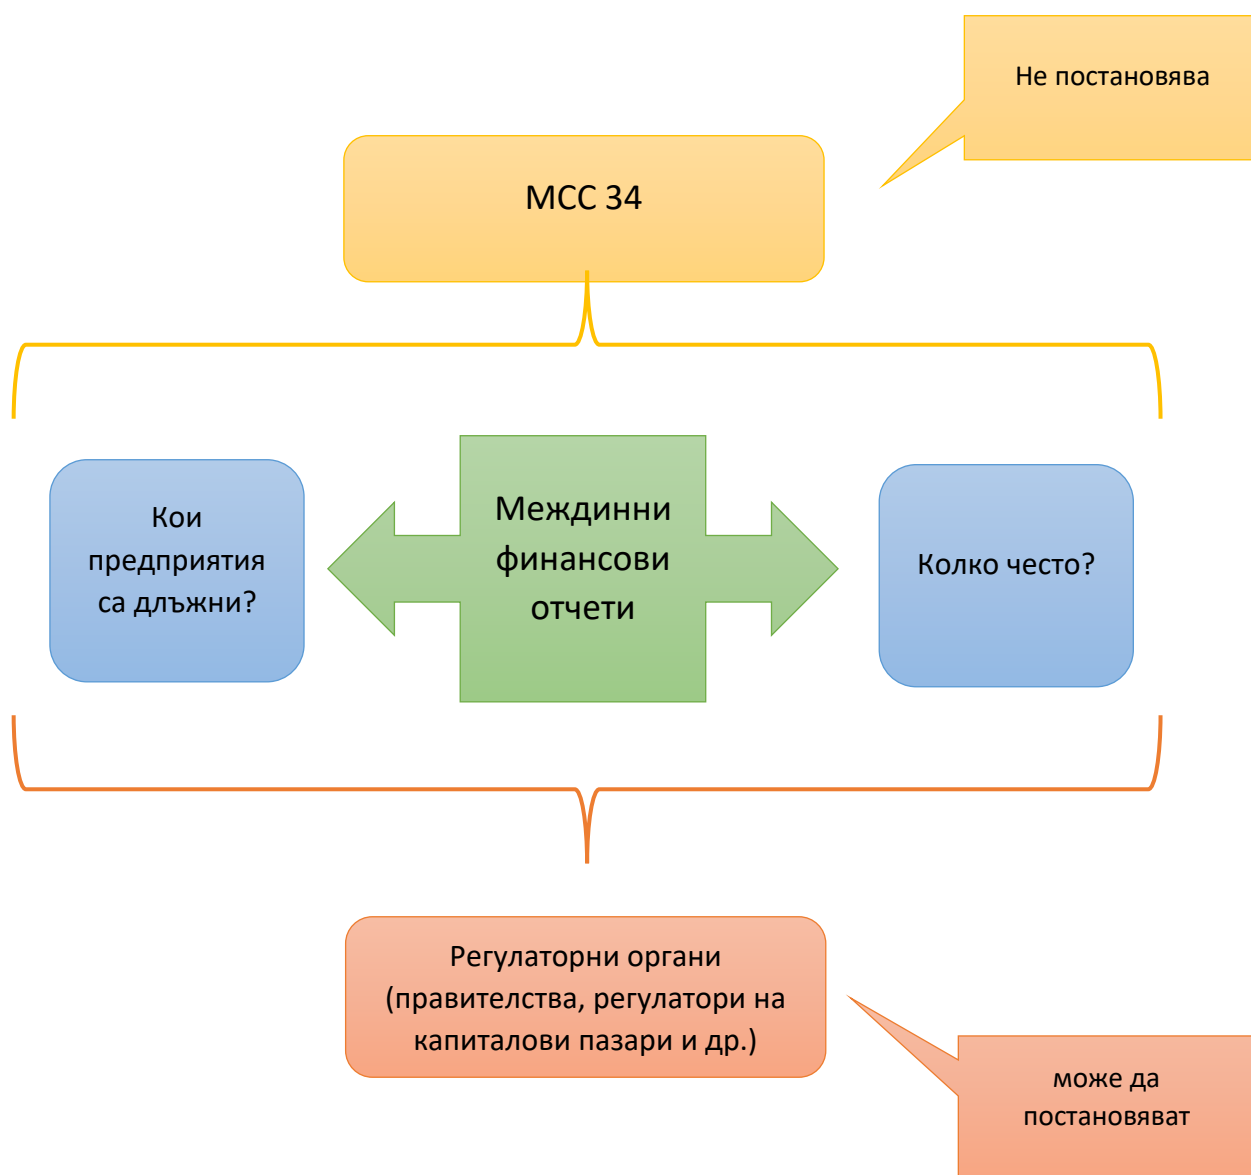 Не постановява
МСС 34
Кои
предприятия
са длъжни?
Междинни
финансови
отчети
Колко често?
Регулаторни органи
(правителства, регулатори на
капиталови пазари и др.)
може да
постановяват